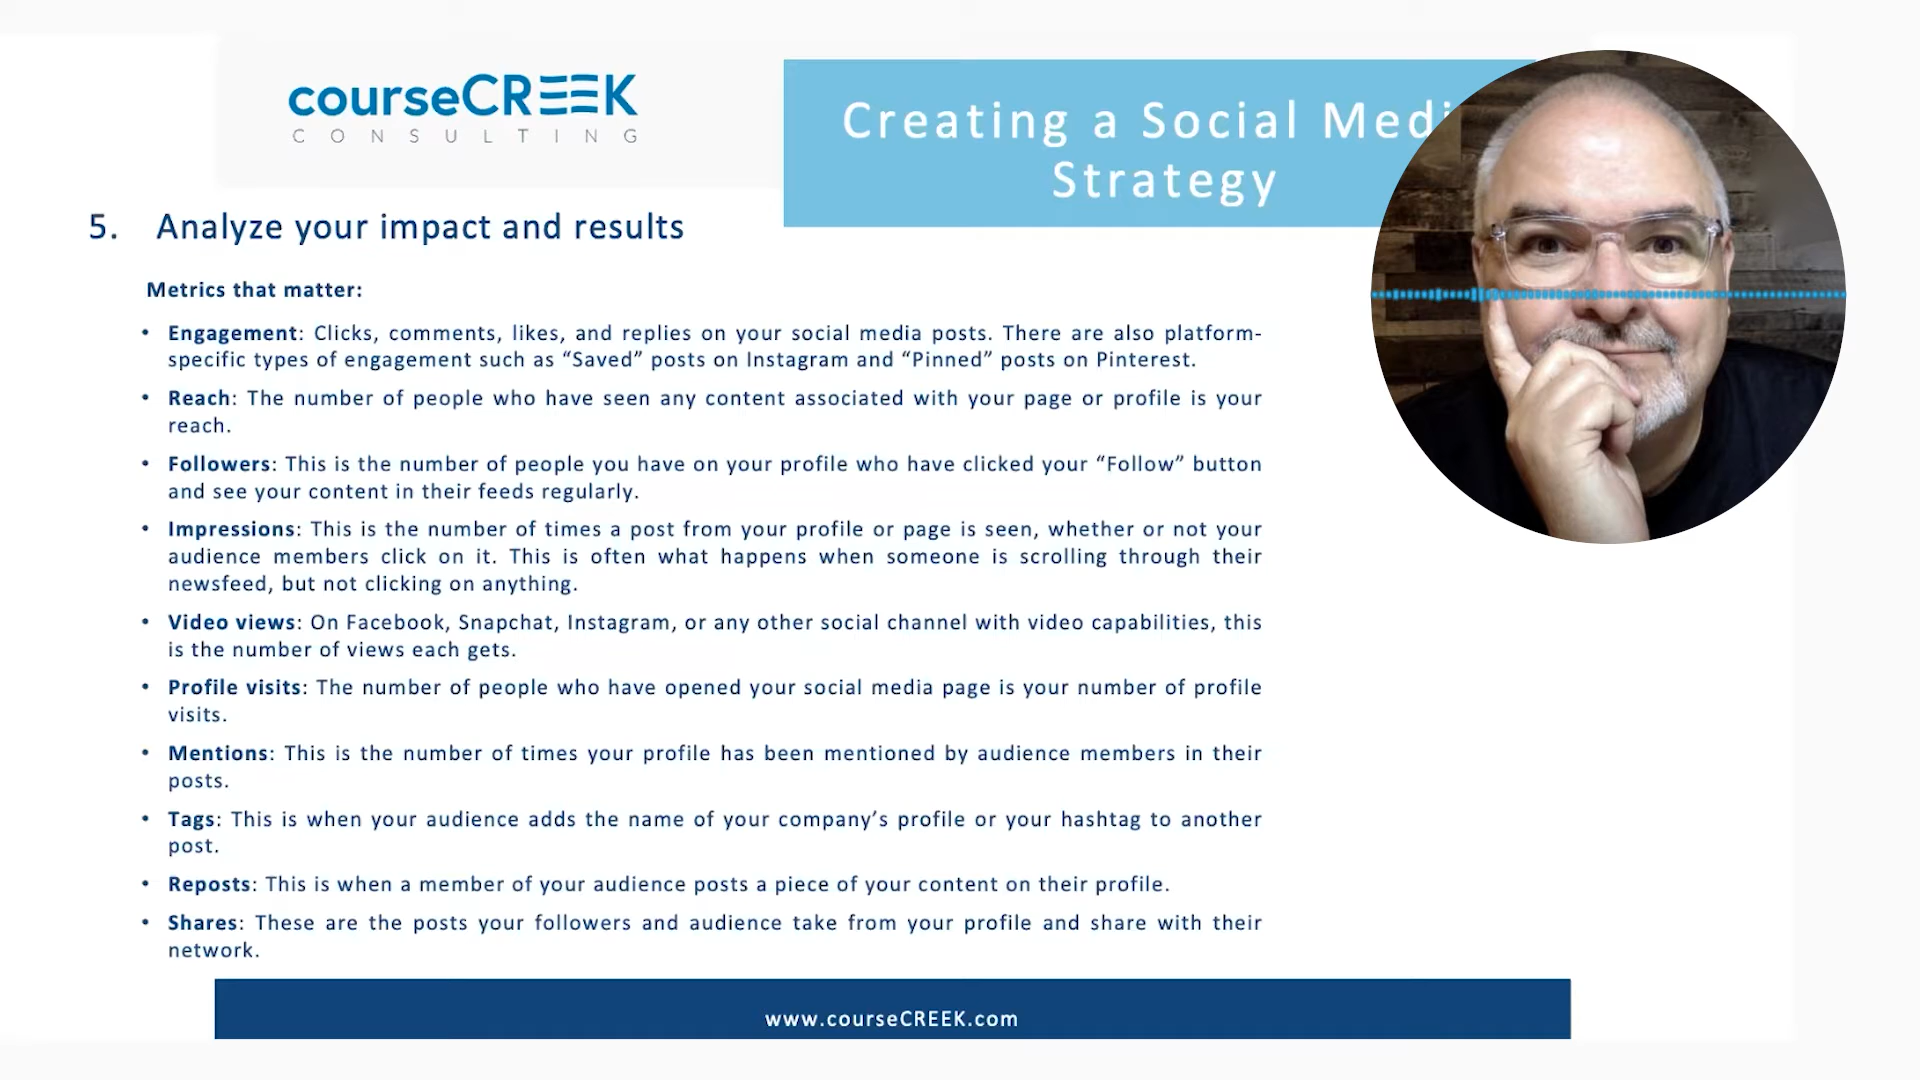 courseCREEK
CONSULTING
Creating a Social Medi
Strategy
5. Analyze your impact and results
Metrics that matter:
• Engagement: Clicks, comments, likes, and replies on your social media posts. There are also platform-
specific types of engagement such as “Saved” posts on Instagram and “Pinned” posts on Pinterest.
• Reach: The number of people who have seen any content associated with your page or profile is your
reach.
• Followers: This is the number of people you have on your profile who have clicked your “Follow” button
and see your content in their feeds regularly.
• Impressions: This is the number of times a post from your profile or page is seen, whether or not your
audience members click on it. This is often what happens when someone is scrolling through their
newsfeed, but not clicking on anything.
• Video views: On Facebook, Snapchat, Instagram, or any other social channel with video capabilities, this
is the number of views each gets.
• Profile visits: The number of people who have opened your social media page is your number of profile
visits.
• Mentions: This is the number of times your profile has been mentioned by audience members in their
posts.
• Tags: This is when your audience adds the name of your company’s profile or your hashtag to another
post.
• Reposts: This is when a member of your audience posts a piece of your content on their profile.
• Shares: These are the posts your followers and audience take from your profile and share with their
network.
www.courseCREEK.com